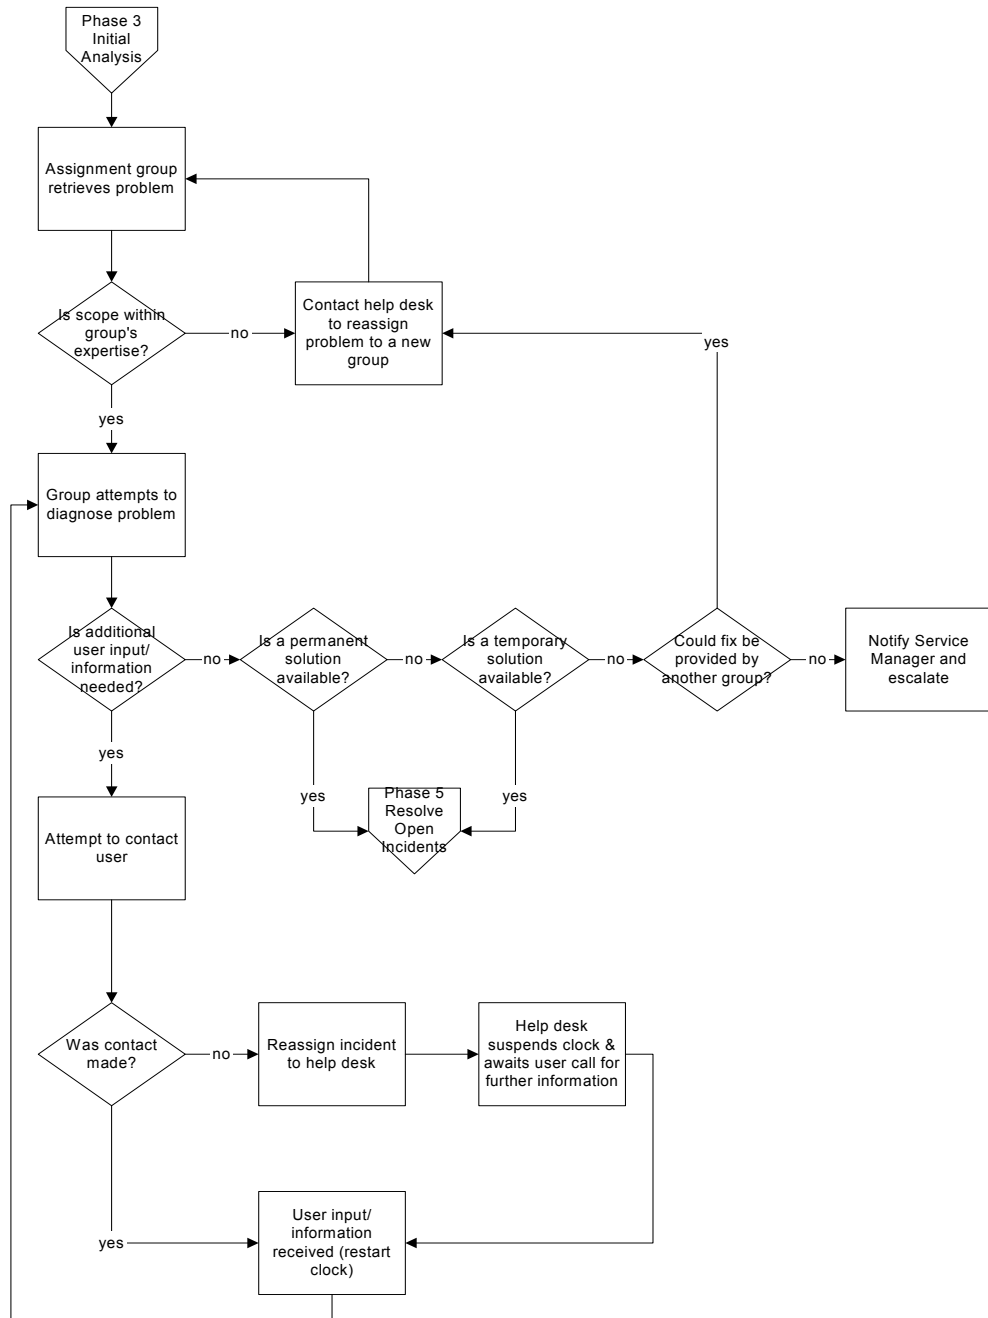 Phase 3
Initial
Analysis
Assignment group
retrieves problem
Is scope within
group's
expertise?
no
Contact help desk
to reassign
problem to a new
group
yes
yes
Group attempts to
diagnose problem
Is additional
user input/
information
needed?
no
Is a permanent
solution
available?
no
Is a temporary
solution
available?
no
Could fix be
provided by
another group?
no
Notify Service
Manager and
escalate
yes
yes
Phase 5
Resolve
Open
Incidents
yes
Attempt to contact
user
Was contact
made?
no
Reassign incident
to help desk
Help desk
suspends clock &
awaits user call for
further information
yes
User input/
information
received (restart
clock)